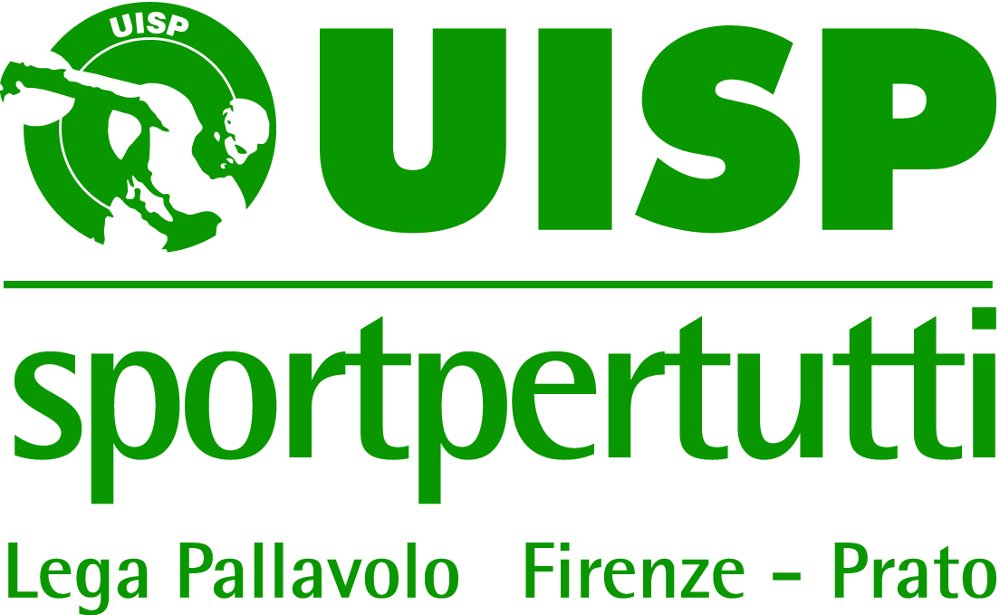 UISP
UISP
sportpertutti
Lega Pallavolo Firenze - Prato